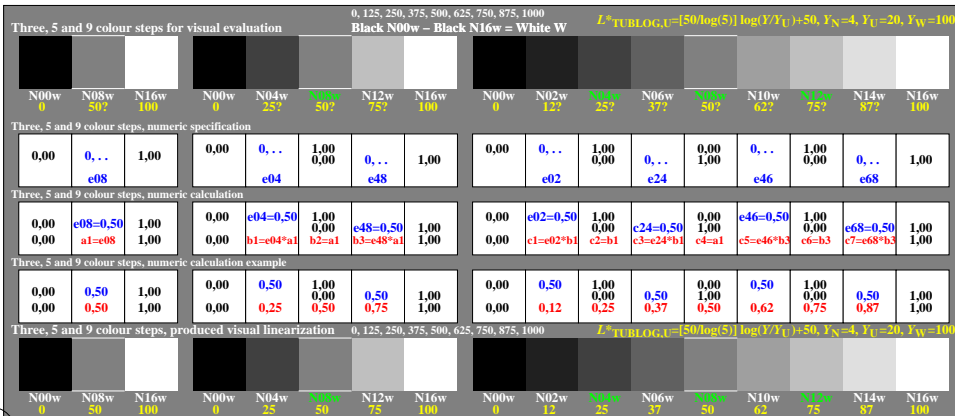 0, 125, 250, 375, 500, 625, 750, 875, 1000
L*TUBLOG,U=[50/log(5)] log(Y/YU)+50, YN=4, YU=20, YW=100
Three, 5 and 9 colour steps for visual evaluation
Black N00w – Black N16w = White W
N00w N08w N16w N00w N04w N08w N12w N16w N00w N02w N04w N06w N08w N10w N12w N14w N16w
0 50? 100 0 25? 50? 75? 100 0 12? 25? 37? 50? 62? 75? 87? 100
Three, 5 and 9 colour steps, numeric specification
0,00 0, . . 1,00 0,00 0, . . 1,00 0,00 0, . . 1,00 0,00 0, . . 1,00 0,00 0, . . 0,00 1,00 0, . . 1,00 0,00 0, . . 1,00
e08 e04 e48 e02 e24 e46 e68
Three, 5 and 9 colour steps, numeric calculation
0,00 e08=0,50 1,00 0,00 e04=0,50 1,00 0,00 e48=0,50 1,00 0,00 e02=0,50 1,00 0,00 c24=0,50 0,00 1,00 e46=0,50 1,00 0,00 e68=0,50 1,00
0,00 a1=e08 1,00 0,00 b1=e04*a1 b2=a1 b3=e48*a1 1,00 0,00 c1=e02*b1 c2=b1 c3=e24*b1 c4=a1 c5=e46*b3 c6=b3 c7=e68*b3 1,00
Three, 5 and 9 colour steps, numeric calculation example
0,00 0,50 1,00 0,00 0,50 1,00 0,00 0,50 1,00 0,00 0,50 1,00 0,00 0,50 0,00 1,00 0,50 1,00 0,00 0,50 1,00
0,00 0,50 1,00 0,00 0,25 0,50 0,75 1,00 0,00 0,12 0,25 0,37 0,50 0,62 0,75 0,87 1,00
Three, 5 and 9 colour steps, produced visual linearization
0, 125, 250, 375, 500, 625, 750, 875, 1000
L*TUBLOG,U=[50/log(5)] log(Y/YU)+50, YN=4, YU=20, YW=100
N00w N08w N16w N00w N04w N08w N12w N16w N00w N02w N04w N06w N08w N10w N12w N14w N16w
0 50 100 0 25 50 75 100 0 12 25 37 50 62 75 87 100